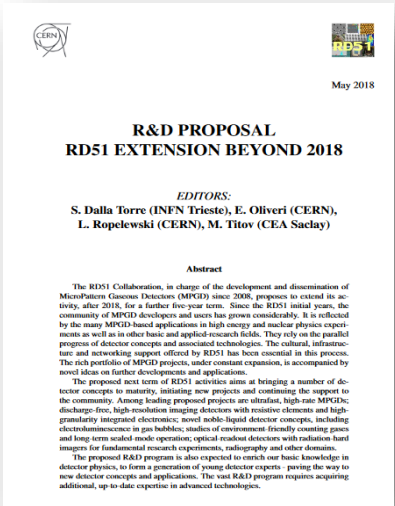 CERN
RD51
May 2018
R&D PROPOSAL
RD51 EXTENSION BEYOND 2018
EDITORS:
S. Dalla Torre (INFN Trieste), E. Oliveri (CERN),
L. Ropelewski (CERN), M. Titov (CEA Saclay)
Abstract
The RD51 Collaboration, in charge of the development and dissemination of
MicroPattern Gaseous Detectors (MPGD) since 2008, proposes to extend its ac-
tivity, after 2018, for a further five-year term. Since the RD51 initial years, the
community of MPGD developers and users has grown considerably. It is reflected
by the many MPGD-based applications in high energy and nuclear physics experi-
ments as well as in other basic and applied-research fields. They rely on the parallel
progress of detector concepts and associated technologies. The cultural, infrastruc-
ture and networking support offered by RD51 has been essential in this process.
The rich portfolio of MPGD projects, under constant expansion, is accompanied by
novel ideas on further developments and applications.
The proposed next term of RD51 activities aims at bringing a number of de-
tector concepts to maturity, initiating new projects and continuing the support to
the community. Among leading proposed projects are ultrafast, high-rate MPGDs;
discharge-free, high-resolution imaging detectors with resistive elements and high-
granularity integrated electronics; novel noble-liquid detector concepts, including
electroluminescence in gas bubbles; studies of environment-friendly counting gases
and long-term sealed-mode operation; optical-readout detectors with radiation-hard
imagers for fundamental research experiments, radiography and other domains.
The proposed R&D program is also expected to enrich our basic knowledge in
detector physics, to form a generation of young detector experts - paving the way to
new detector concepts and applications. The vast R&D program requires acquiring
additional, up-to-date expertise in advanced technologies.